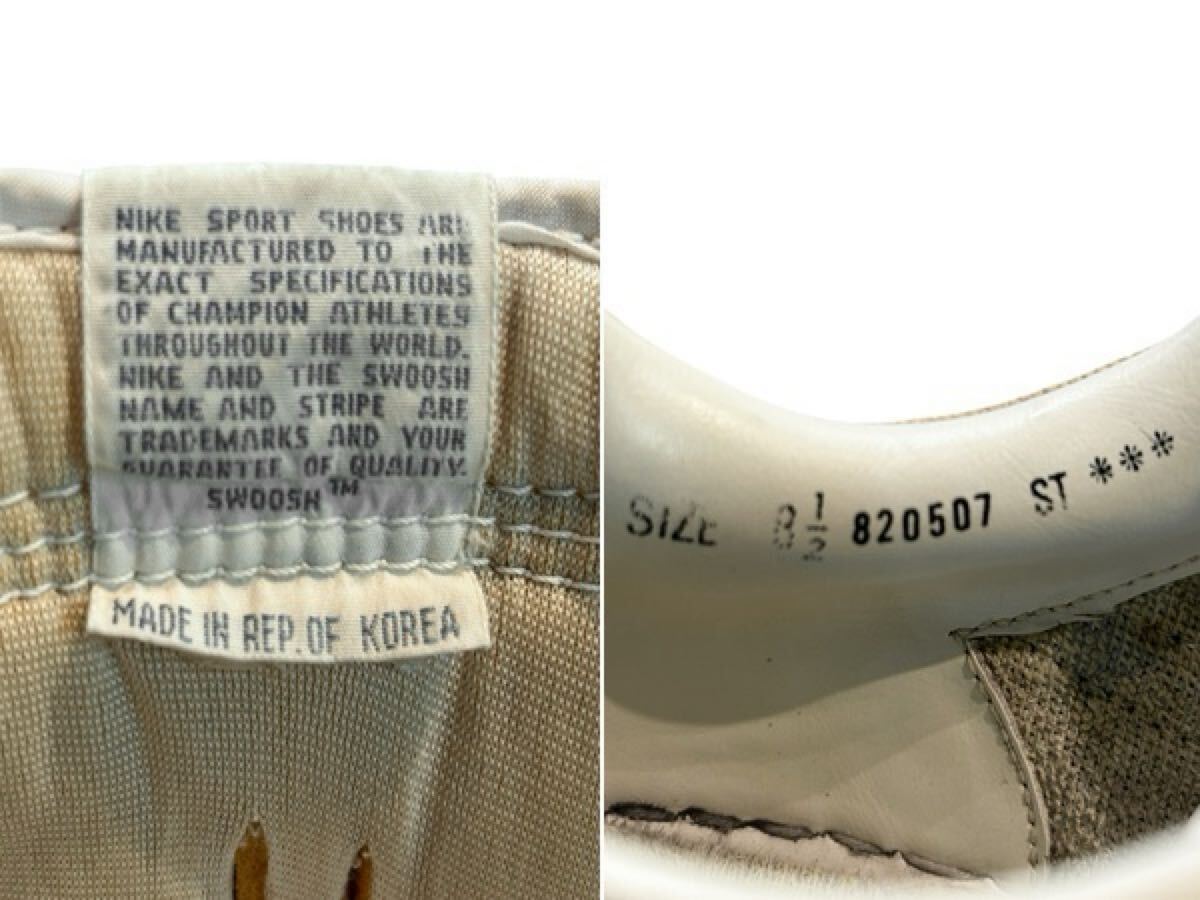 NIKE SPORT SHOES ARE
MANUFACTURED TO THE
EXACT SPECIFICATIONS
OF CHAMPION ATHLETES
THROUGHOUT THE WORLD.
NIKE AND THE SWOOSH
NAME AND STRIPE ARE
TRADEMARKS AND YOUR
GUARANTEE OF QUALITY.
SWOOSH™
MADE IN REP. OF KOREA
SIZE 8 1/2 820507 ST ***